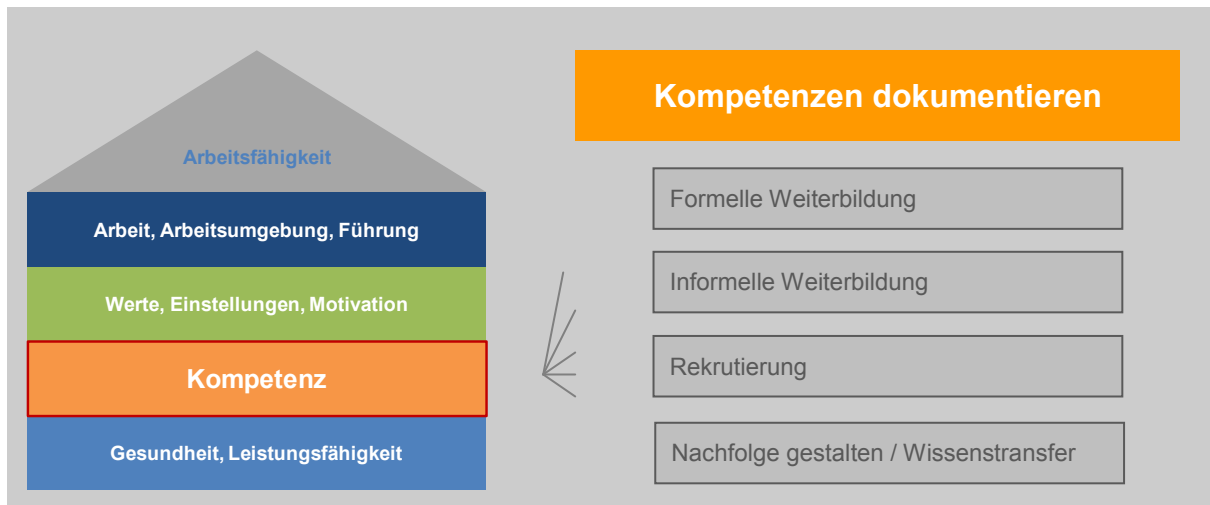 Arbeitsfähigkeit
Arbeit, Arbeitsumgebung, Führung
Werte, Einstellungen, Motivation
Kompetenz
Gesundheit, Leistungsfähigkeit
Kompetenzen dokumentieren
Formelle Weiterbildung
Informelle Weiterbildung
Rekrutierung
Nachfolge gestalten / Wissenstransfer